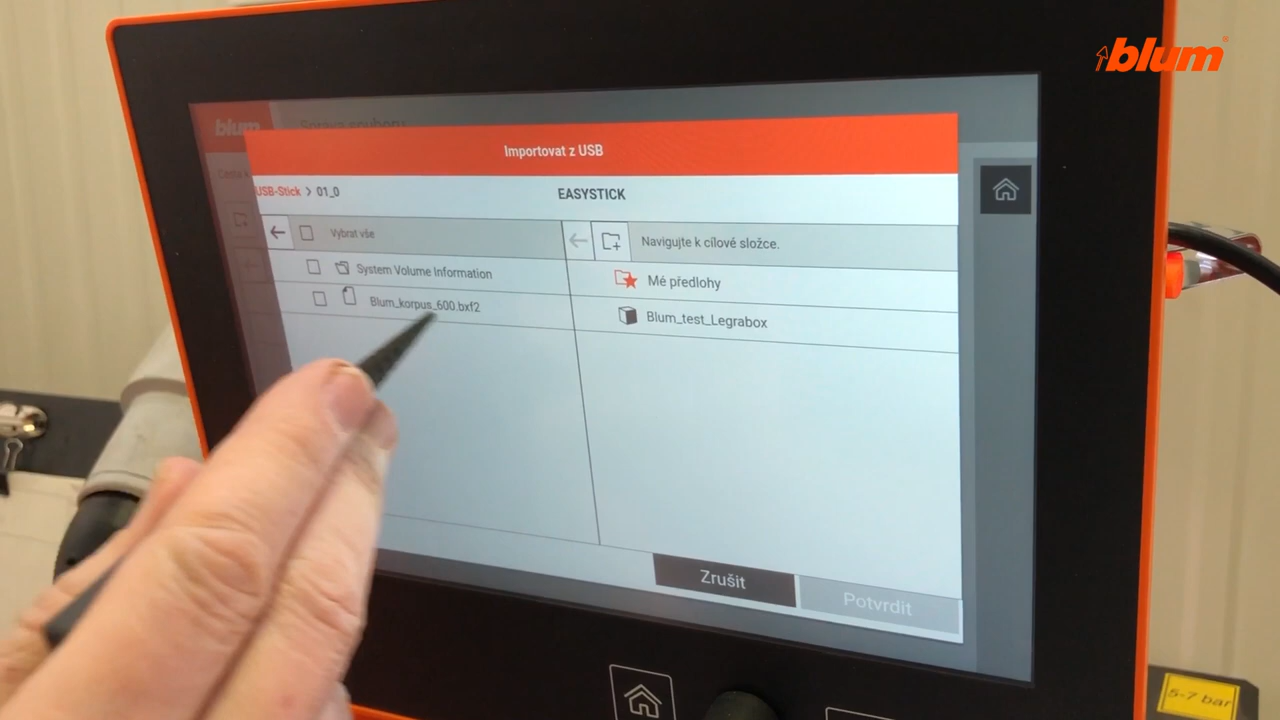 blum
blum
Správa souborů
Importovat z USB
USB-Stick > 01_0
EASYSTICK
Vybrat vše
Navigujte k cílové složce.
System Volume Information
Mé předlohy
Blum_korpus_600.bxf2
Blum_test_Legrabox
Zrušit
Potvrdit
5-7 bar